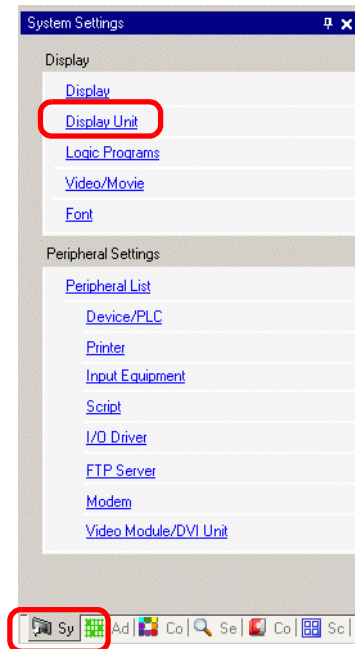 System Settings
Display
Display
Display Unit
Logic Programs
Video/Movie
Font
Peripheral Settings
Peripheral List
Device/PLC
Printer
Input Equipment
Script
I/O Driver
FTP Server
Modem
Video Module/DVI Unit
Sy Ad Co Se Co Sc